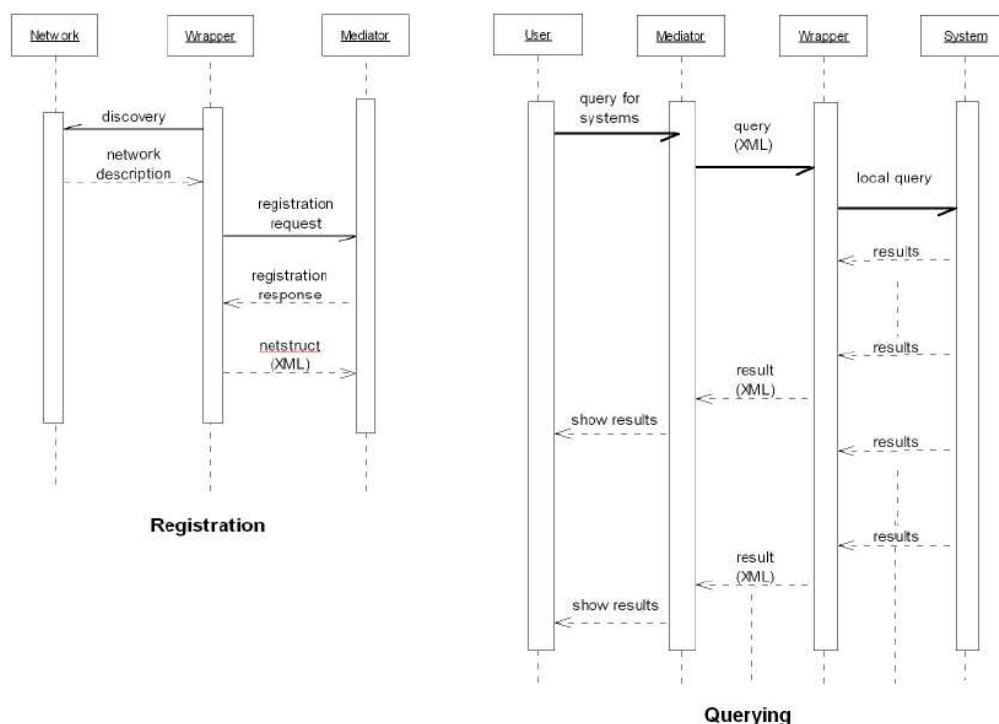 Network
Wrapper
Mediator
discovery
network
description
registration
request
registration
response
netstruct
(XML)
Registration
User
Mediator
Wrapper
System
query for
systems
query
(XML)
local query
results
results
result
(XML)
show results
results
results
result
(XML)
show results
Querying